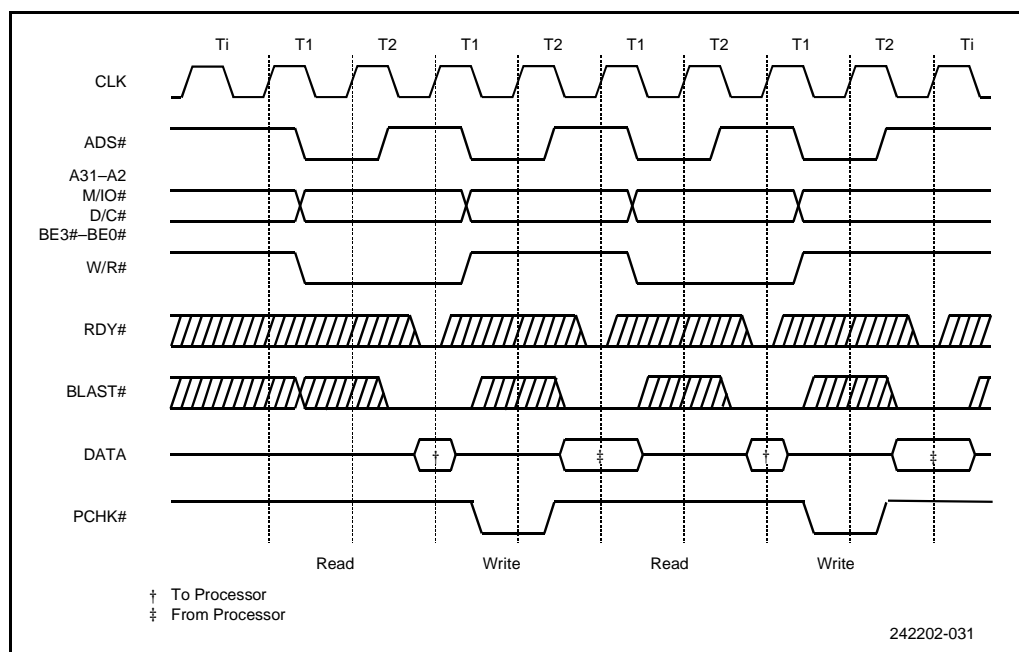 Ti T1 T2 T1 T2 T1 T2 T1 T2 Ti
CLK
ADS#
A31–A2
M/IO#
D/C#
BE3#–BE0#
W/R#
RDY#
BLAST#
DATA
† ‡ † ‡
PCHK#
Read Write Read Write
† To Processor
‡ From Processor
242202-031